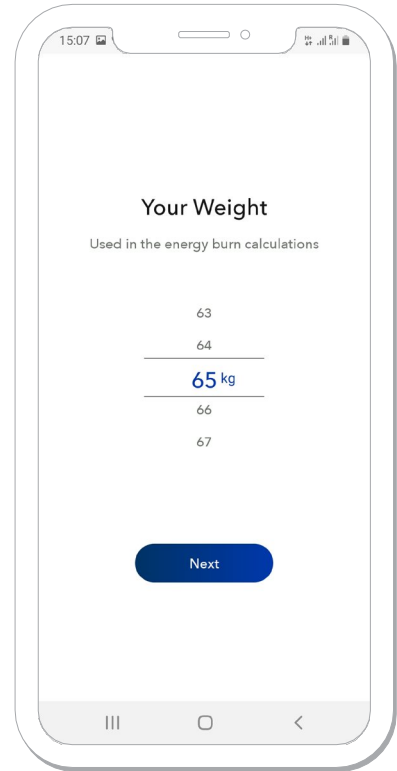 15:07
Your Weight
Used in the energy burn calculations
63
64
65 kg
66
67
Next